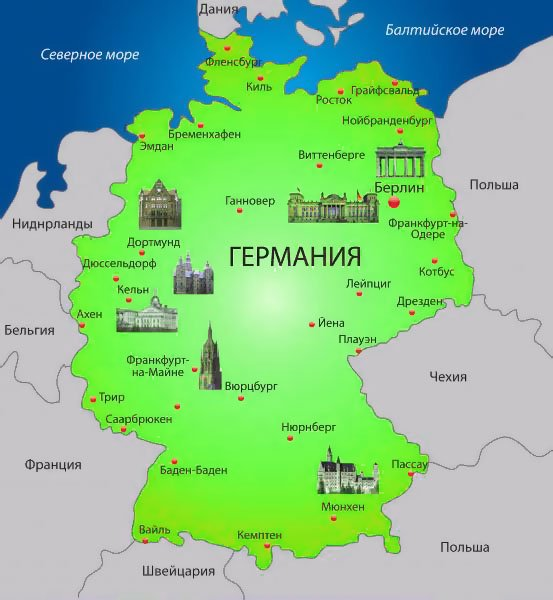 Дания
Северное море
Балтийское море
Фленсбург
Киль
Росток
Грайфсвальд
Нойбранденбург
Бременхафен
Эмдан
Виттенберге
Берлин
Польша
Ганновер
Франкфурт-на-
Одере
Ниднрланды
Дортмунд
ГЕРМАНИЯ
Дюссельдорф
Котбус
Кельн
Лейпциг
Дрезден
Ахен
Йена
Бельгия
Плауэн
Франкфурт-
на-Майне
Вюрцбург
Чехия
Трир
Саарбрюкен
Нюрнберг
Франция
Баден-Баден
Пассау
Мюнхен
Вайль
Кемптен
Польша
Швейцария